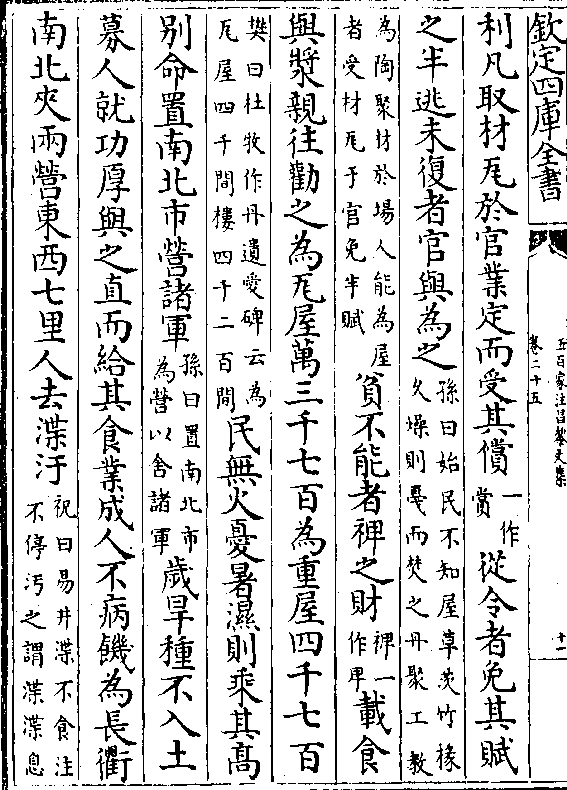 欽定四庫全書
五百家注昌黎文集
卷二十五
十一
利凡取材瓦於官業定而受其償一作賞從令者免其賦
之半逃未復者官與為之孫曰始民不知屋草茨竹椽久燥則戞而焚之丹聚工教
為陶聚材於場人能為屋者受材瓦于官免半賦貧不能者禆之財禆一作畀載食
與漿親往勸之為瓦屋萬三千七百為重屋四千七百
樊曰杜牧作丹遺愛碑云為瓦屋四千間樓四千二百間民無火憂暑濕則乘其髙
别命置南北市營諸軍孫曰置南北市為營以舍諸軍歲旱種不入土
募人就功厚與之直而給其食業成人不病饑為長衢
南北夾兩營東西七里人去渫汙祝曰易井渫不食注不停汚之謂渫渫息